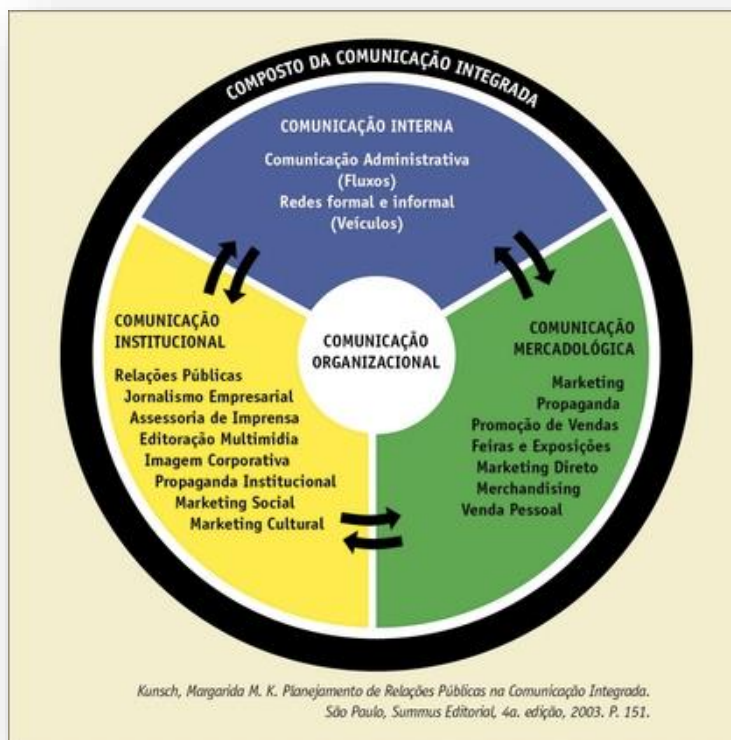 COMPOSTO DA COMUNICAÇÃO INTEGRADA
COMUNICAÇÃO INTERNA
Comunicação Administrativa
(Fluxos)
Redes formal e informal
(Veículos)
COMUNICAÇÃO
INSTITUCIONAL
Relações Públicas
Jornalismo Empresarial
Assessoria de Imprensa
Editoração Multimidia
Imagem Corporativa
Propaganda Institucional
Marketing Social
Marketing Cultural
COMUNICAÇÃO
ORGANIZACIONAL
COMUNICAÇÃO
MERCADOLÓGICA
Marketing
Propaganda
Promoção de Vendas
Feiras e Exposições
Marketing Direto
Merchandising
Venda Pessoal
Kunsch, Margarida M. K. Planejamento de Relações Públicas na Comunicação Integrada.
São Paulo, Summus Editorial, 4a. edição, 2003. P. 151.